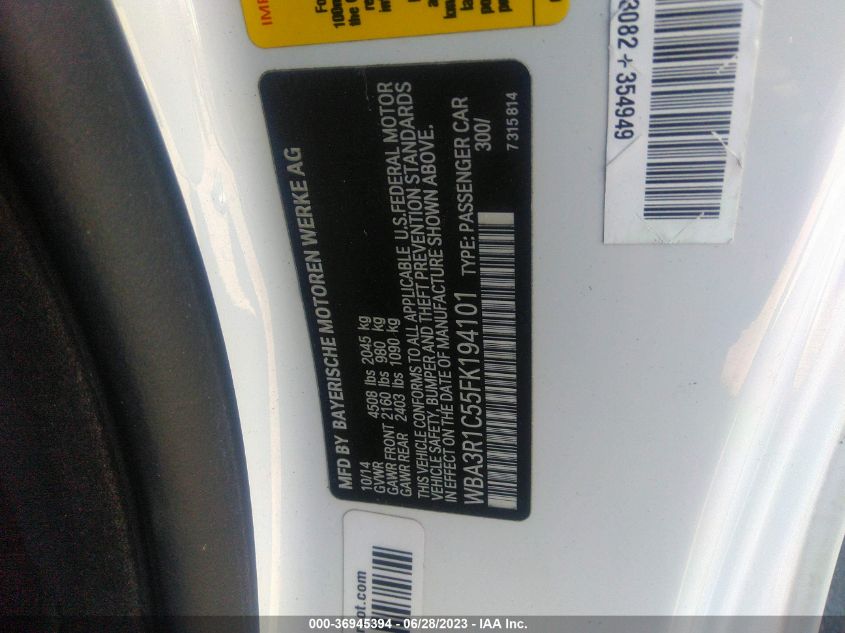 MFD BY BAYERISCHE MOTOREN WERKE AG
10/14
GVWR 4508 lbs 2045 kg
GAWR FRONT 2160 lbs 980 kg
GAWR REAR 2403 lbs 1090 kg
THIS VEHICLE CONFORMS TO ALL APPLICABLE U.S.FEDERAL MOTOR
VEHICLE SAFETY, BUMPER AND THEFT PREVENTION STANDARDS
IN EFFECT ON THE DATE OF MANUFACTURE SHOWN ABOVE.
WBA3R1C55FK194101 TYPE: PASSENGER CAR
300/
7 315 814
3082 + 354949
000-36945394 - 06/28/2023 - IAA Inc.